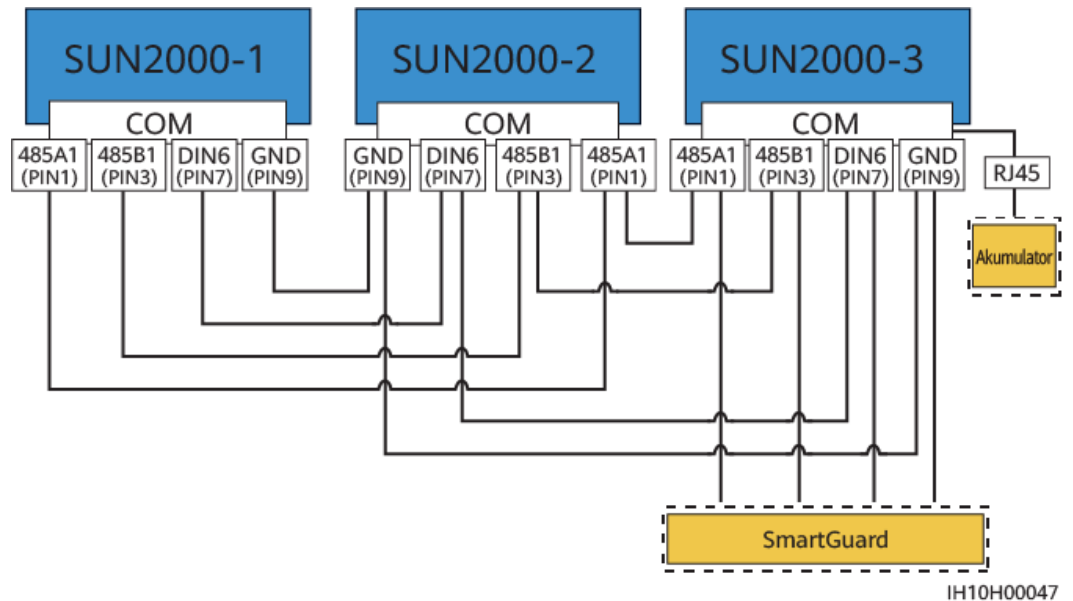 SUN2000-1
SUN2000-2
SUN2000-3
COM
COM
COM
485A1
(PIN1)
485B1
(PIN3)
DIN6
(PIN7)
GND
(PIN9)
GND
(PIN9)
DIN6
(PIN7)
485B1
(PIN3)
485A1
(PIN1)
485A1
(PIN1)
485B1
(PIN3)
DIN6
(PIN7)
GND
(PIN9)
RJ45
Akumulator
SmartGuard
IH10H00047